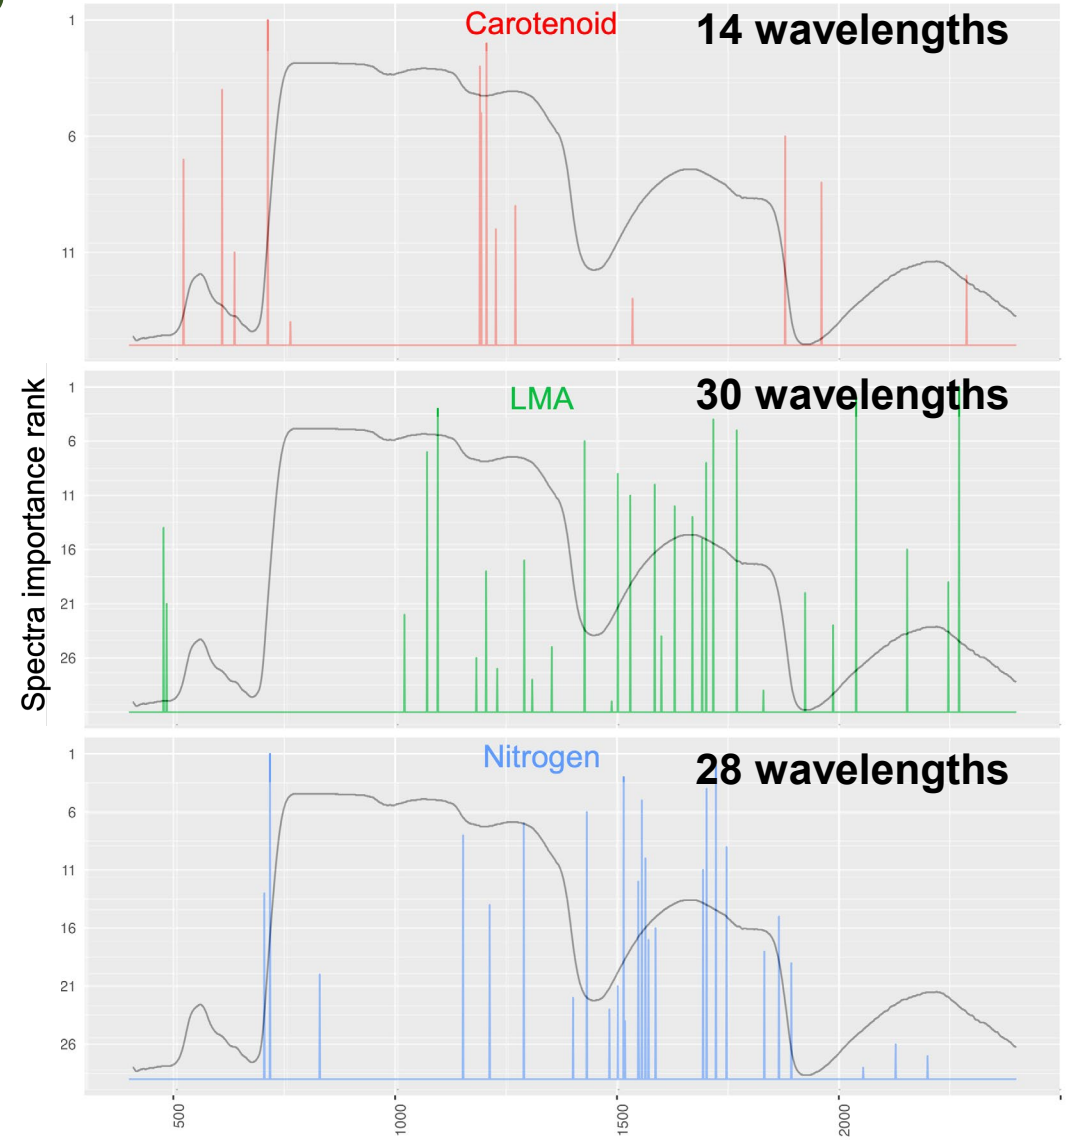 Carotenoid
14 wavelengths
1
6
11
LMA
30 wavelengths
1
6
11
16
21
26
Spectra importance rank
Nitrogen
28 wavelengths
1
6
11
16
21
26
500
1000
1500
2000